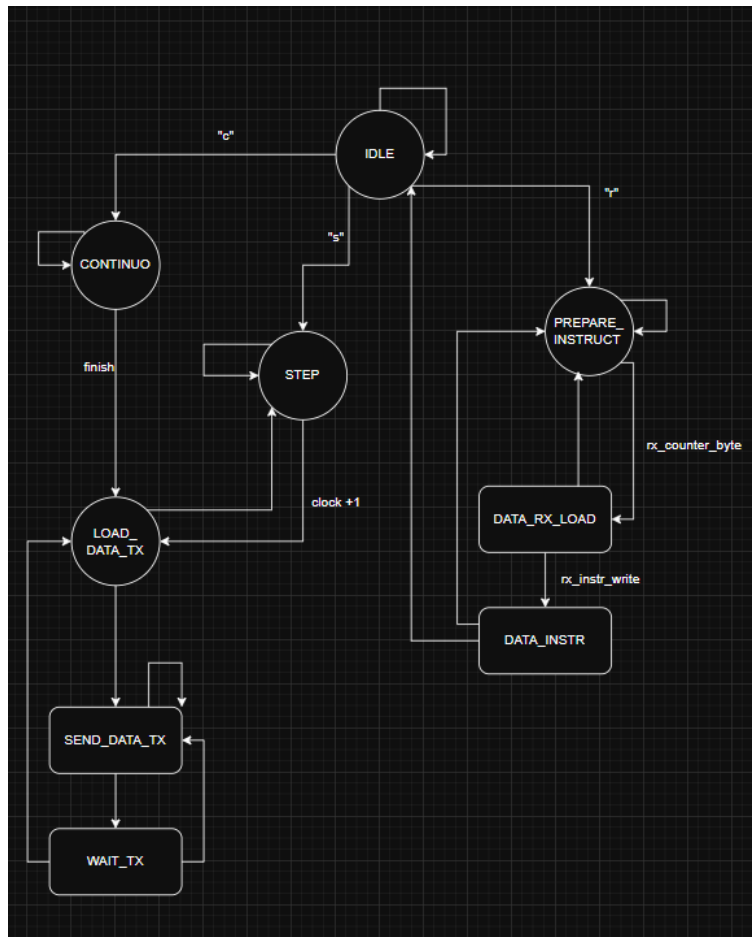 "c"
IDLE
"r"
"s"
CONTINUO
PREPARE_
INSTRUCT
finish
STEP
rx_counter_byte
clock +1
DATA_RX_LOAD
LOAD_
DATA_TX
rx_instr_write
DATA_INSTR
SEND_DATA_TX
WAIT_TX